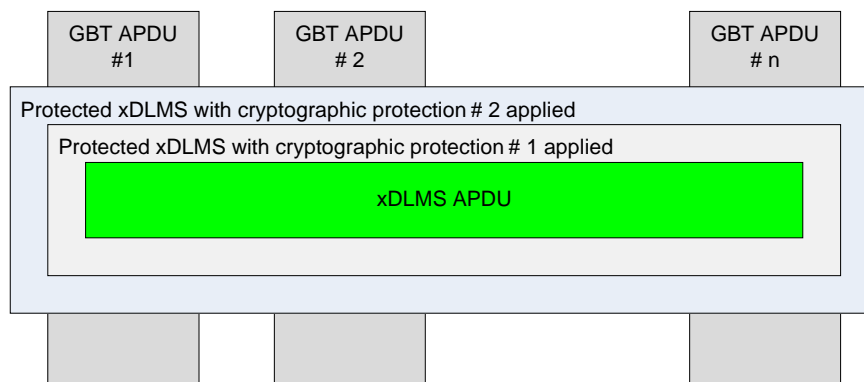 GBT APDU
#1
GBT APDU
# 2
GBT APDU
# n
Protected xDLMS with cryptographic protection # 2 applied
Protected xDLMS with cryptographic protection # 1 applied
xDLMS APDU